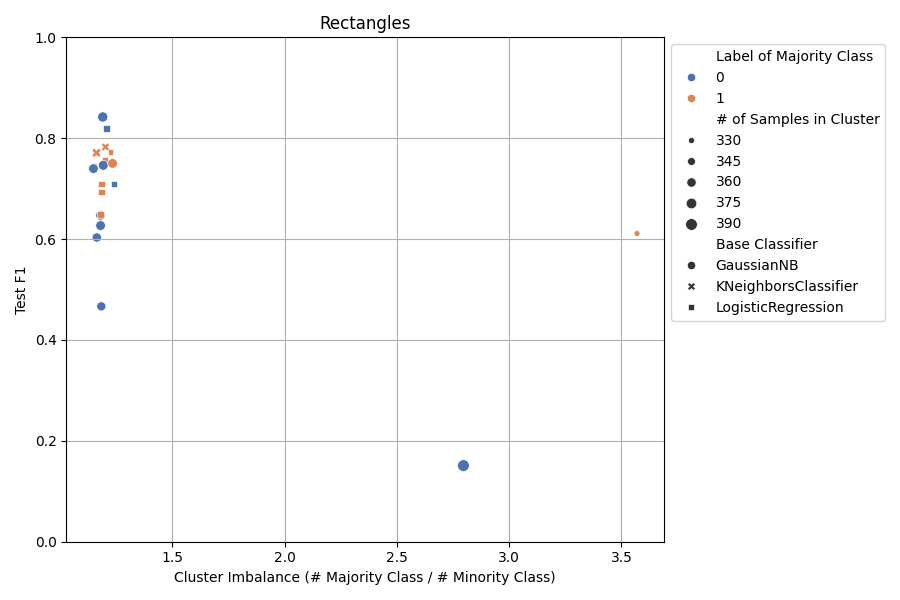 Rectangles
1.0
0.8
0.6
0.4
0.2
0.0
Test F1
1.5
2.0
2.5
3.0
3.5
Cluster Imbalance (# Majority Class / # Minority Class)
Label of Majority Class
0
1
# of Samples in Cluster
330
345
360
375
390
Base Classifier
GaussianNB
KNeighborsClassifier
LogisticRegression